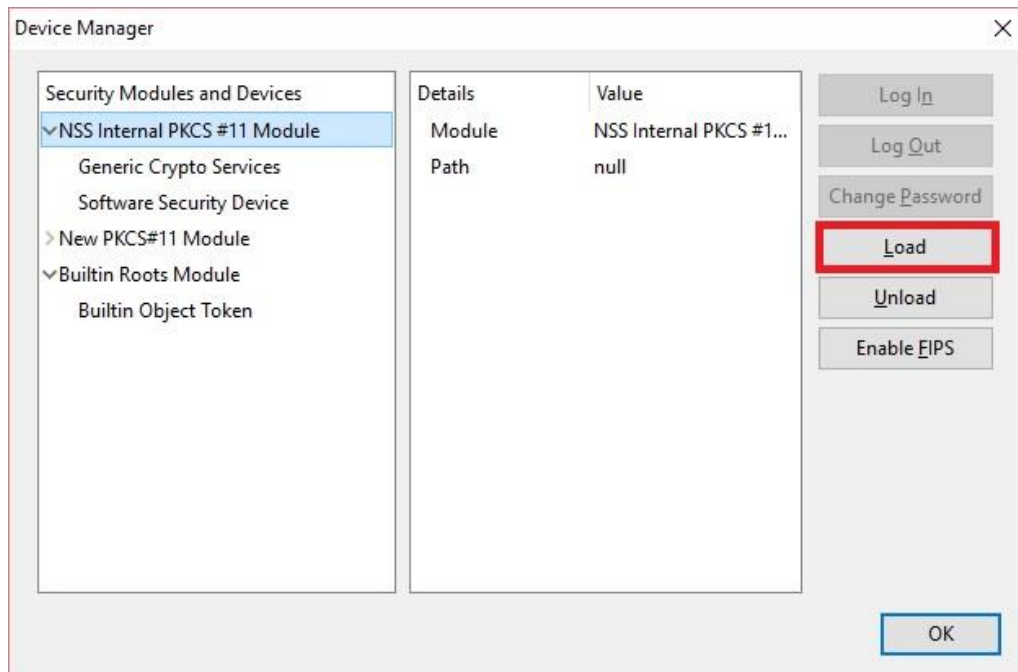 Device Manager
Security Modules and Devices
NSS Internal PKCS #11 Module
Generic Crypto Services
Software Security Device
New PKCS#11 Module
Builtin Roots Module
Builtin Object Token
Details Value
Module NSS Internal PKCS #1...
Path null
Log In
Log Out
Change Password
Load
Unload
Enable FIPS
OK